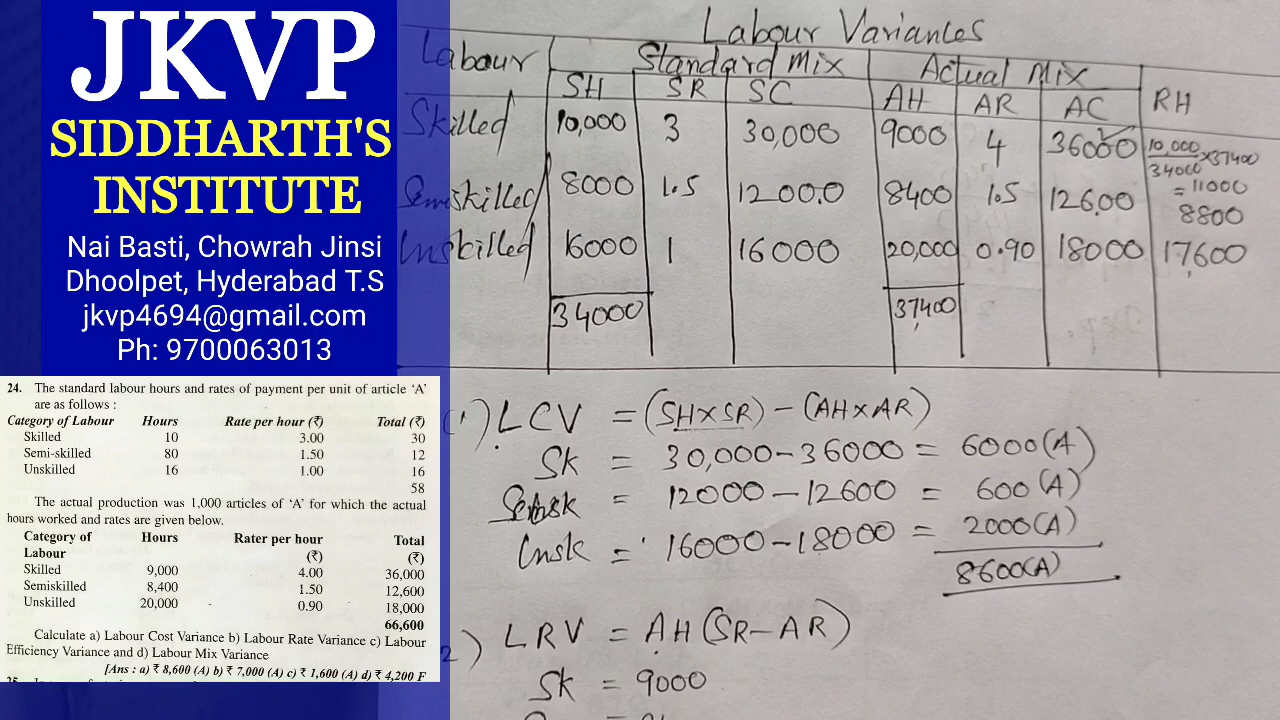 JKVP
SIDDHARTH'S
INSTITUTE
Nai Basti, Chowrah Jinsi
Dhoolpet, Hyderabad T.S
jkvp4694@gmail.com
Ph: 9700063013
24. The standard labour hours and rates of payment per unit of article 'A'
are as follows :
Category of Labour Hours Rate per hour (₹) Total (₹)
Skilled 10 3.00 30
Semi-skilled 80 1.50 12
Unskilled 16 1.00 16
58
The actual production was 1,000 articles of 'A' for which the actual
hours worked and rates are given below.
Category of Hours Rater per hour Total
Labour (₹) (₹)
Skilled 9,000 4.00 36,000
Semiskilled 8,400 1.50 12,600
Unskilled 20,000 0.90 18,000
66,600
Calculate a) Labour Cost Variance b) Labour Rate Variance c) Labour
Efficiency Variance and d) Labour Mix Variance
[Ans : a) ₹ 8,600 (A) b) ₹ 7,000 (A) c) ₹ 1,600 (A) d) ₹ 4,200 F
Labour Variances
Labour Standard Mix Actual Mix
SH SR SC AH AR AC RH
Skilled 10,000 3 30,000 9000 4 36000 10,000/34000 ×37400
= 11000
Semiskilled 8000 1.5 12000 8400 1.5 12600 8800
Unskilled 16000 1 16000 20,000 0.90 18000 17,600
34000 37400
1) LCV = (SH×SR) - (AH×AR)
Sk = 30,000-36000 = 6000(A)
Semisk = 12000-12600 = 600(A)
Unsk = 16000-18000 = 2000(A)
8600(A)
2) LRV = AH(SR-AR)
Sk = 9000